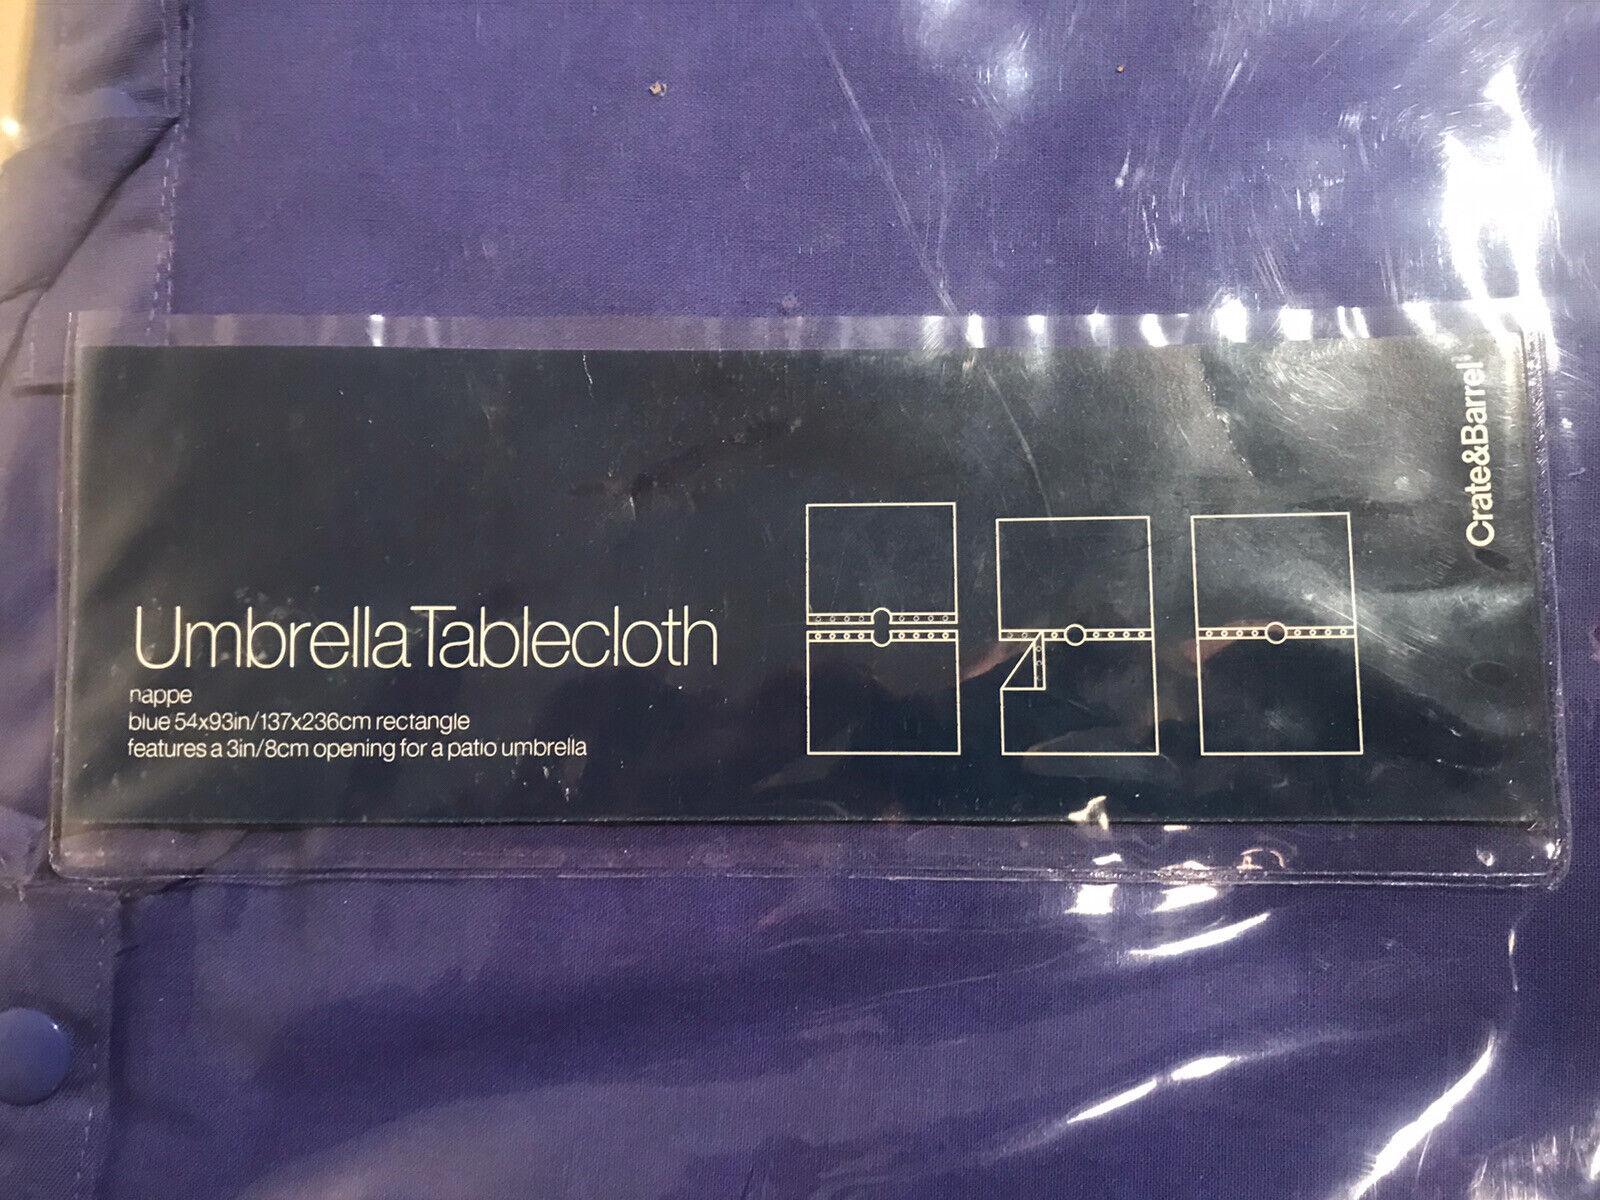 Umbrella Tablecloth
nappe
blue 54x93in/137x236cm rectangle
features a 3in/8cm opening for a patio umbrella
Crate&Barrel